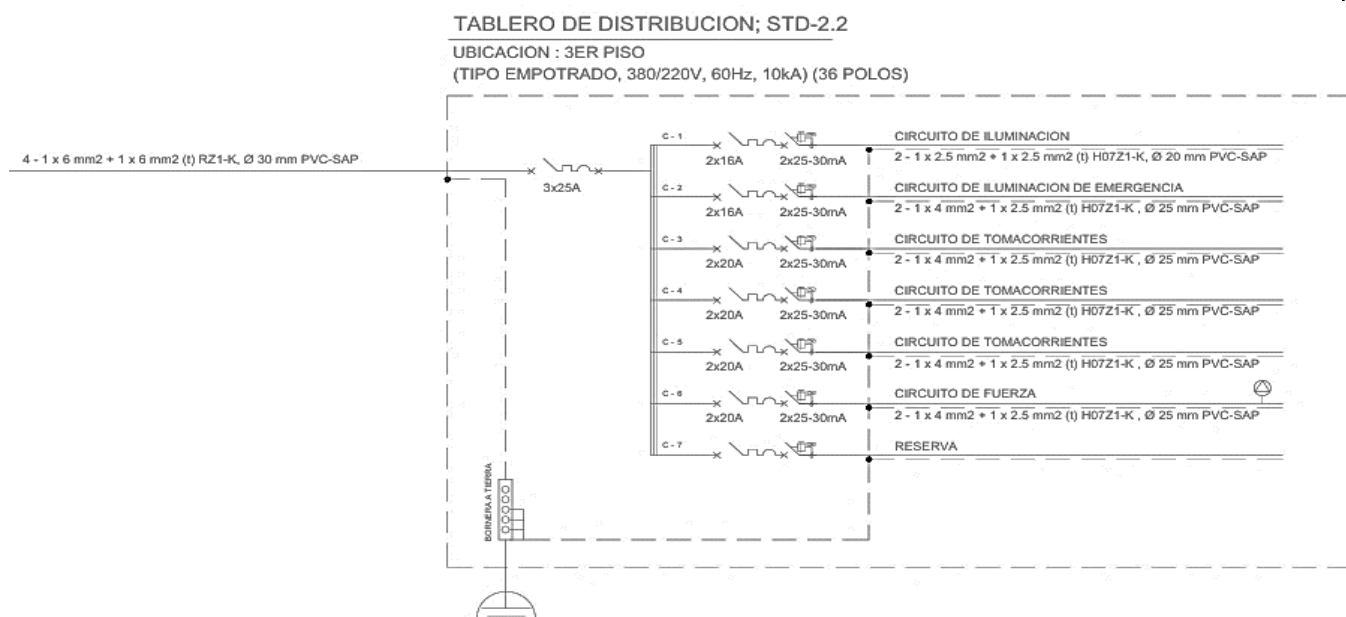 TABLERO DE DISTRIBUCION; STD-2.2
UBICACION : 3ER PISO
(TIPO EMPOTRADO, 380/220V, 60Hz, 10kA) (36 POLOS)
4 - 1 x 6 mm2 + 1 x 6 mm2 (t) RZ1-K, Ø 30 mm PVC-SAP
3x25A
C - 1
2x16A
2x25-30mA
CIRCUITO DE ILUMINACION
2 - 1 x 2.5 mm2 + 1 x 2.5 mm2 (t) H07Z1-K, Ø 20 mm PVC-SAP
C - 2
2x16A
2x25-30mA
CIRCUITO DE ILUMINACION DE EMERGENCIA
2 - 1 x 4 mm2 + 1 x 2.5 mm2 (t) H07Z1-K , Ø 25 mm PVC-SAP
C - 3
2x20A
2x25-30mA
CIRCUITO DE TOMACORRIENTES
2 - 1 x 4 mm2 + 1 x 2.5 mm2 (t) H07Z1-K , Ø 25 mm PVC-SAP
C - 4
2x20A
2x25-30mA
CIRCUITO DE TOMACORRIENTES
2 - 1 x 4 mm2 + 1 x 2.5 mm2 (t) H07Z1-K , Ø 25 mm PVC-SAP
C - 5
2x20A
2x25-30mA
CIRCUITO DE TOMACORRIENTES
2 - 1 x 4 mm2 + 1 x 2.5 mm2 (t) H07Z1-K , Ø 25 mm PVC-SAP
C - 6
2x20A
2x25-30mA
CIRCUITO DE FUERZA
2 - 1 x 4 mm2 + 1 x 2.5 mm2 (t) H07Z1-K , Ø 25 mm PVC-SAP
C - 7
RESERVA
BORNERA A TIERRA